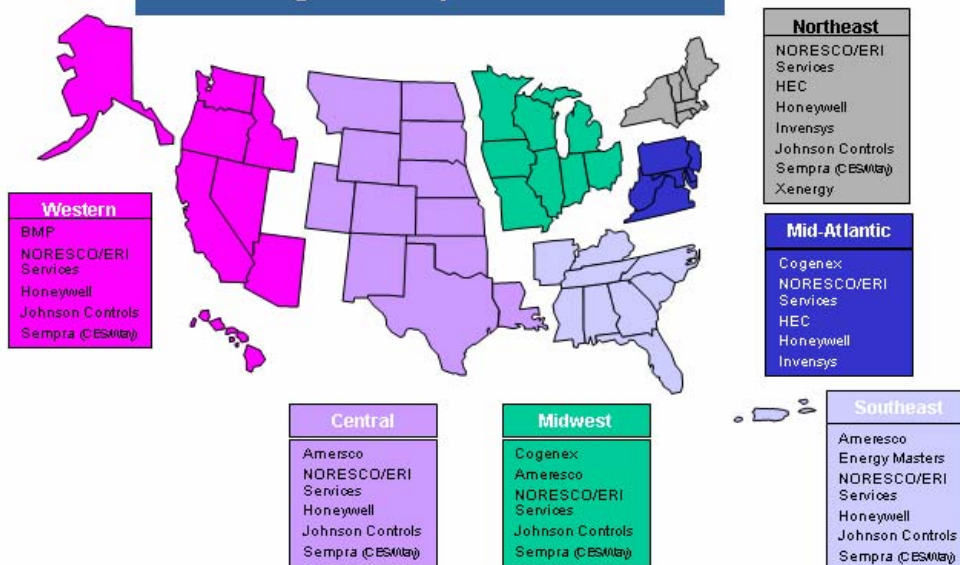 Northeast
NORESCO/ERI
Services
HEC
Honeywell
Invensys
Johnson Controls
Sempra (CES/Way)
Xenergy
Western
BMP
NORESCO/ERI
Services
Honeywell
Johnson Controls
Sempra (CES/Way)
Mid-Atlantic
Cogenex
NORESCO/ERI
Services
HEC
Honeywell
Invensys
Central
Amersco
NORESCO/ERI
Services
Honeywell
Johnson Controls
Sempra (CES/Way)
Midwest
Cogenex
Ameresco
NORESCO/ERI
Services
Johnson Controls
Sempra (CES/Way)
Southeast
Ameresco
Energy Masters
NORESCO/ERI
Services
Honeywell
Johnson Controls
Sempra (CES/Way)